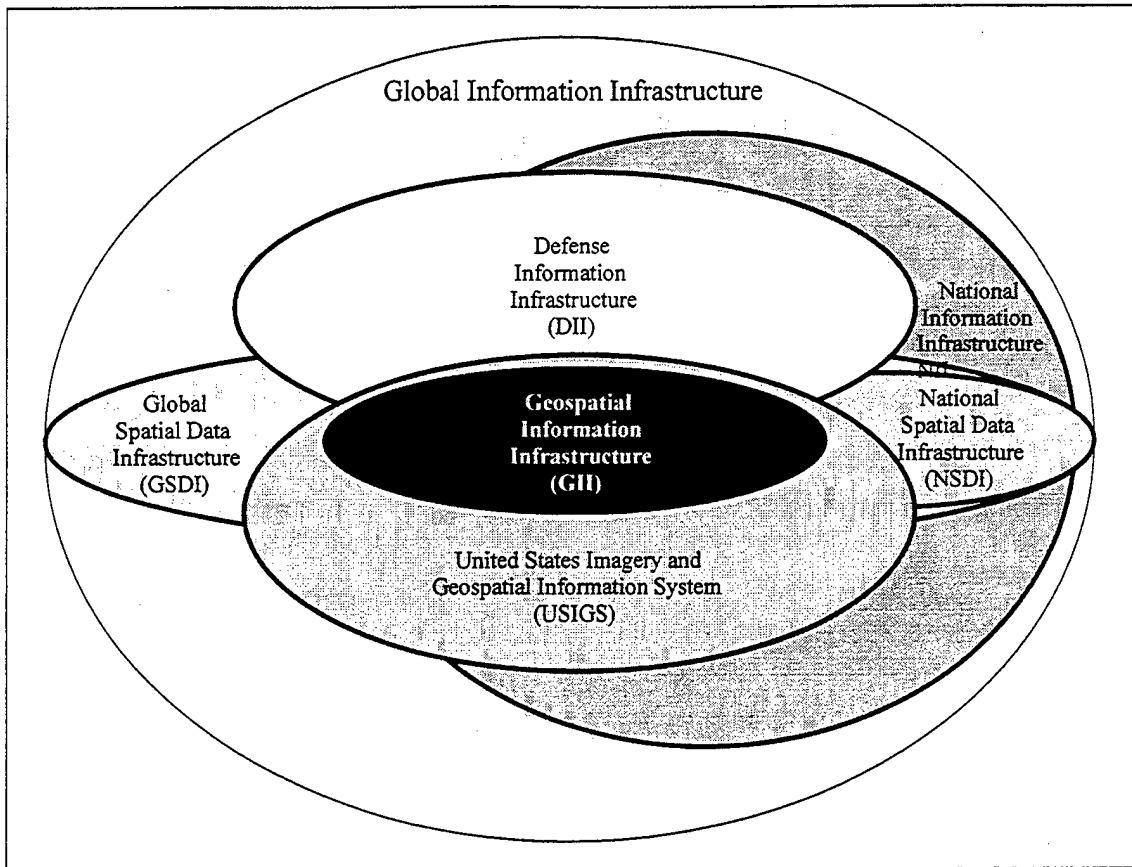 Global Information Infrastructure
Defense
Information
Infrastructure
(DII)
National
Information
Infrastructure
Global
Spatial Data
Infrastructure
(GSDI)
Geospatial
Information
Infrastructure
(GII)
National
Spatial Data
Infrastructure
(NSDI)
United States Imagery and
Geospatial Information System
(USIGS)